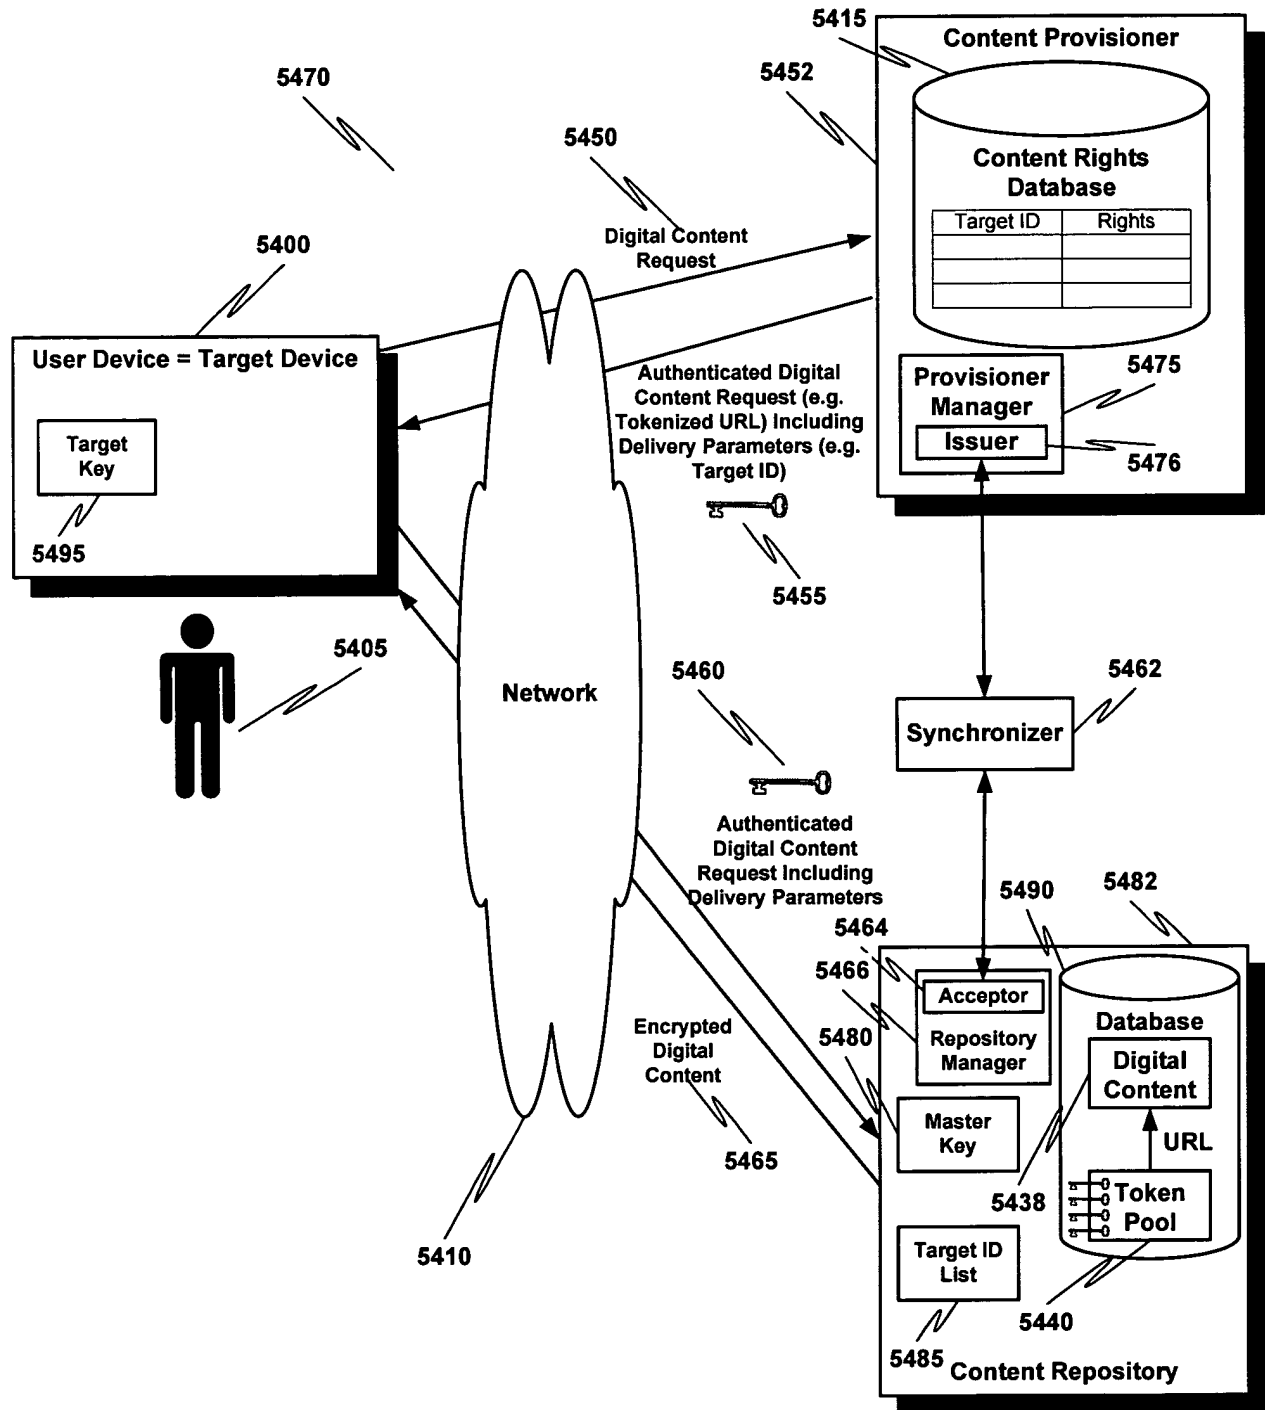 5415
Content Provisioner
5470
5452
5450
Content Rights
Database
Target ID
Rights
Digital Content
Request
5400
User Device = Target Device
Authenticated Digital
Content Request (e.g.
Tokenized URL) Including
Delivery Parameters (e.g.
Target ID)
Provisioner
Manager
5475
Issuer
5476
Target
Key
5495
5455
5405
5460
5462
Network
Synchronizer
Authenticated
Digital Content
Request Including
Delivery Parameters
5490
5482
5464
5466
Acceptor
Repository
Manager
5480
Database
Digital
Content
Encrypted
Digital
Content
Master
Key
URL
5465
5438
Token
Pool
5410
Target ID
List
5440
5485
Content Repository